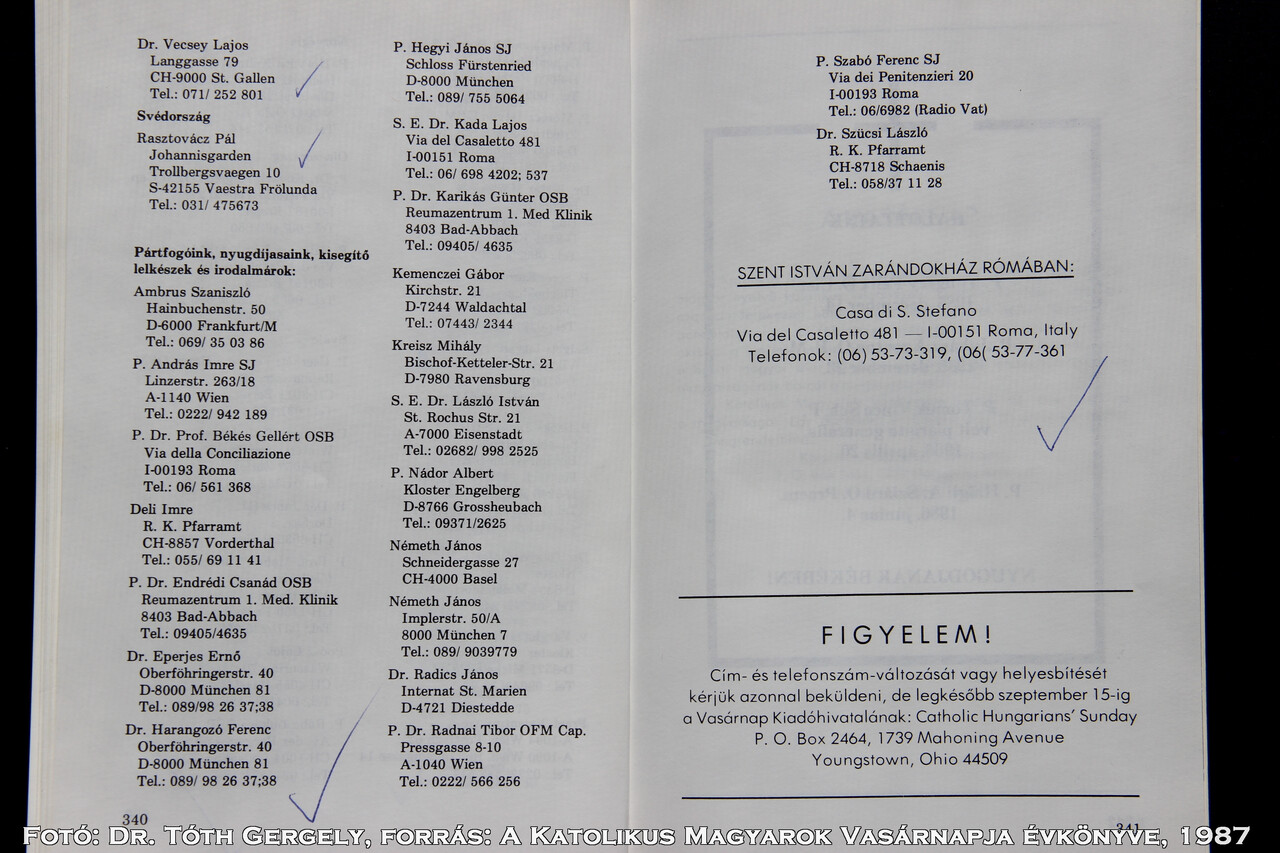 Dr. Vecsey Lajos
Langgasse 79
CH-9000 St. Gallen
Tel.: 071/ 252 801
Svédország
Rasztovácz Pál
Johannisgarden
Trollbergsvaegen 10
S-42155 Vaestra Frölunda
Tel.: 031/ 475673
Pártfogóink, nyugdíjasaink, kisegítő
lelkészek és irodalmárok:
Ambrus Szaniszló
Hainbuchenstr. 50
D-6000 Frankfurt/M
Tel.: 069/ 35 03 86
P. András Imre SJ
Linzerstr. 263/18
A-1140 Wien
Tel.: 0222/ 942 189
P. Dr. Prof. Békés Gellért OSB
Via della Conciliazione
I-00193 Roma
Tel.: 06/ 561 368
Deli Imre
R. K. Pfarramt
CH-8857 Vorderthal
Tel.: 055/ 69 11 41
P. Dr. Endrédi Csanád OSB
Reumazentrum 1. Med. Klinik
8403 Bad-Abbach
Tel.: 09405/4635
Dr. Eperjes Ernő
Oberföhringerstr. 40
D-8000 München 81
Tel.: 089/98 26 37;38
Dr. Harangozó Ferenc
Oberföhringerstr. 40
D-8000 München 81
Tel.: 089/ 98 26 37;38
340
P. Hegyi János SJ
Schloss Fürstenried
D-8000 München
Tel.: 089/ 755 5064
S. E. Dr. Kada Lajos
Via del Casaletto 481
I-00151 Roma
Tel.: 06/ 698 4202; 537
P. Dr. Karikás Günter OSB
Reumazentrum 1. Med Klinik
8403 Bad-Abbach
Tel.: 09405/ 4635
Kemenczei Gábor
Kirchstr. 21
D-7244 Waldachtal
Tel.: 07443/ 2344
Kreisz Mihály
Bischof-Ketteler-Str. 21
D-7980 Ravensburg
S. E. Dr. László István
St. Rochus Str. 21
A-7000 Eisenstadt
Tel.: 02682/ 998 2525
P. Nádor Albert
Kloster Engelberg
D-8766 Grossheubach
Tel.: 09371/2625
Németh János
Schneidergasse 27
CH-4000 Basel
Németh János
Implerstr. 50/A
8000 München 7
Tel.: 089/ 9039779
Dr. Radics János
Internat St. Marien
D-4721 Diestedde
P. Dr. Radnai Tibor OFM Cap.
Pressgasse 8-10
A-1040 Wien
Tel.: 0222/ 566 256
P. Szabó Ferenc SJ
Via dei Penitenzieri 20
I-00193 Roma
Tel.: 06/6982 (Radio Vat)
Dr. Szücsi László
R. K. Pfarramt
CH-8718 Schaenis
Tel.: 058/37 11 28
SZENT ISTVÁN ZARÁNDOKHÁZ RÓMÁBAN:
Casa di S. Stefano
Via del Casaletto 481 — I-00151 Roma, Italy
Telefonok: (06) 53-73-319, (06( 53-77-361
FIGYELEM!
Cím- és telefonszám-változását vagy helyesbítését
kérjük azonnal beküldeni, de legkésőbb szeptember 15-ig
a Vasárnap Kiadóhivatalának: Catholic Hungarians' Sunday
P. O. Box 2464, 1739 Mahoning Avenue
Youngstown, Ohio 44509
341
Fotó: Dr. Tóth Gergely, forrás: A Katolikus Magyarok Vasárnapja évkönyve, 1987